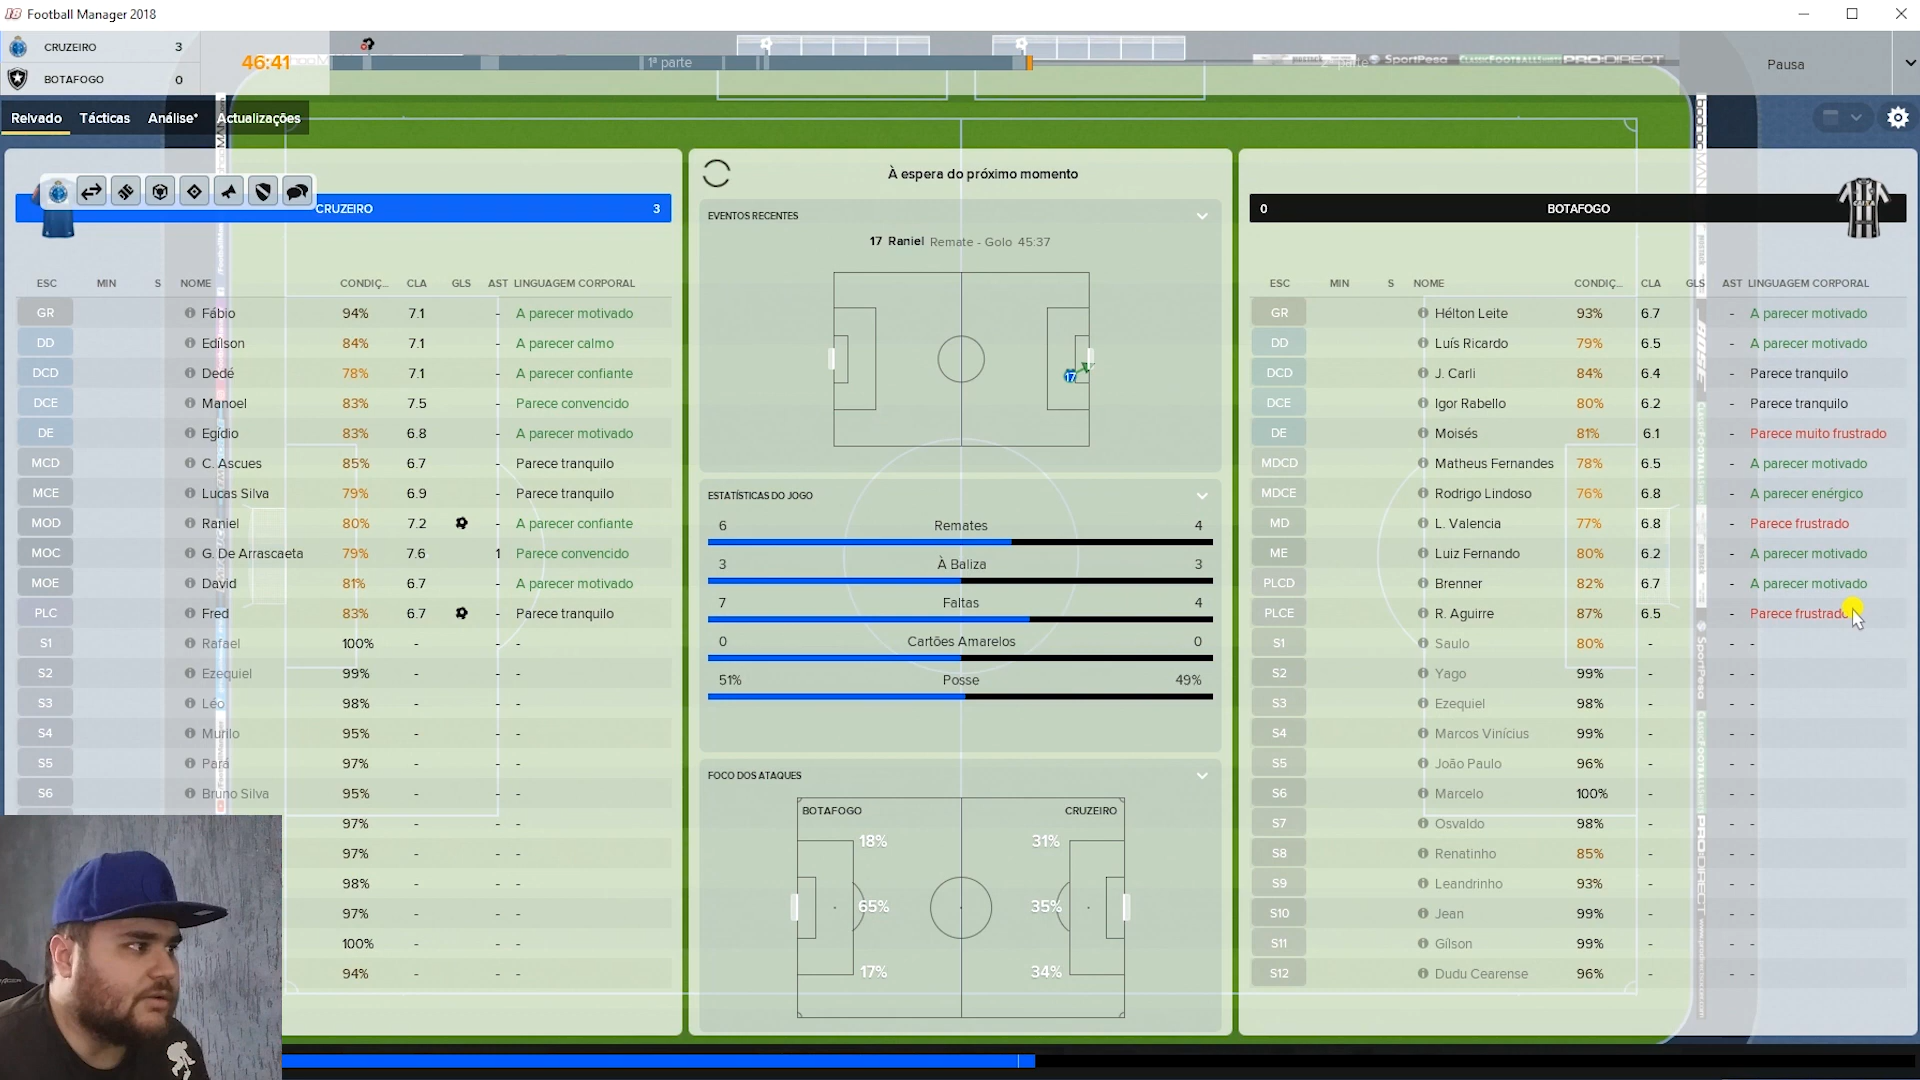 Football Manager 2018
CRUZEIRO 3
BOTAFOGO 0
46:41
1ª parte
SportPesa
PRO:DIRECT
Pausa
Relvado Tácticas Análise* Actualizações
CRUZEIRO 3
ESC MIN S NOME CONDIÇ... CLA GLS AST LINGUAGEM CORPORAL
GR Fábio 94% 7.1 - A parecer motivado
DD Edílson 84% 7.1 - A parecer calmo
DCD Dedé 78% 7.1 - A parecer confiante
DCE Manoel 83% 7.5 - Parece convencido
DE Egídio 83% 6.8 - A parecer motivado
MCD C. Ascues 85% 6.7 - Parece tranquilo
MCE Lucas Silva 79% 6.9 - Parece tranquilo
MOD Raniel 80% 7.2 - A parecer confiante
MOC G. De Arrascaeta 79% 7.6 1 Parece convencido
MOE David 81% 6.7 - A parecer motivado
PLC Fred 83% 6.7 - Parece tranquilo
S1 Rafael 100% - - -
S2 Ezequiel 99% - - -
S3 Léo 98% - - -
S4 Murilo 95% - - -
S5 Pará 97% - - -
S6 Bruno Silva 95% - - -
97% - - -
97% - - -
98% - - -
97% - - -
100% - - -
94% - - -
À espera do próximo momento
EVENTOS RECENTES
17 Raniel Remate - Golo 45:37
17
ESTATÍSTICAS DO JOGO
6 Remates 4
3 À Baliza 3
7 Faltas 4
0 Cartões Amarelos 0
51% Posse 49%
FOCO DOS ATAQUES
BOTAFOGO CRUZEIRO
18% 31%
65% 35%
17% 34%
0 BOTAFOGO
ESC MIN S NOME CONDIÇ... CLA GLS AST LINGUAGEM CORPORAL
GR Hélton Leite 93% 6.7 - A parecer motivado
DD Luís Ricardo 79% 6.5 - A parecer motivado
DCD J. Carli 84% 6.4 - Parece tranquilo
DCE Igor Rabello 80% 6.2 - Parece tranquilo
DE Moisés 81% 6.1 - Parece muito frustrado
MDCD Matheus Fernandes 78% 6.5 - A parecer motivado
MDCE Rodrigo Lindoso 76% 6.8 - A parecer enérgico
MD L. Valencia 77% 6.8 - Parece frustrado
ME Luiz Fernando 80% 6.2 - A parecer motivado
PLCD Brenner 82% 6.7 - A parecer motivado
PLCE R. Aguirre 87% 6.5 - Parece frustrado
S1 Saulo 80% - - -
S2 Yago 99% - - -
S3 Ezequiel 98% - - -
S4 Marcos Vinícius 99% - - -
S5 João Paulo 96% - - -
S6 Marcelo 100% - - -
S7 Osvaldo 98% - - -
S8 Renatinho 85% - - -
S9 Leandrinho 93% - - -
S10 Jean 99% - - -
S11 Gílson 99% - - -
S12 Dudu Cearense 96% - - -